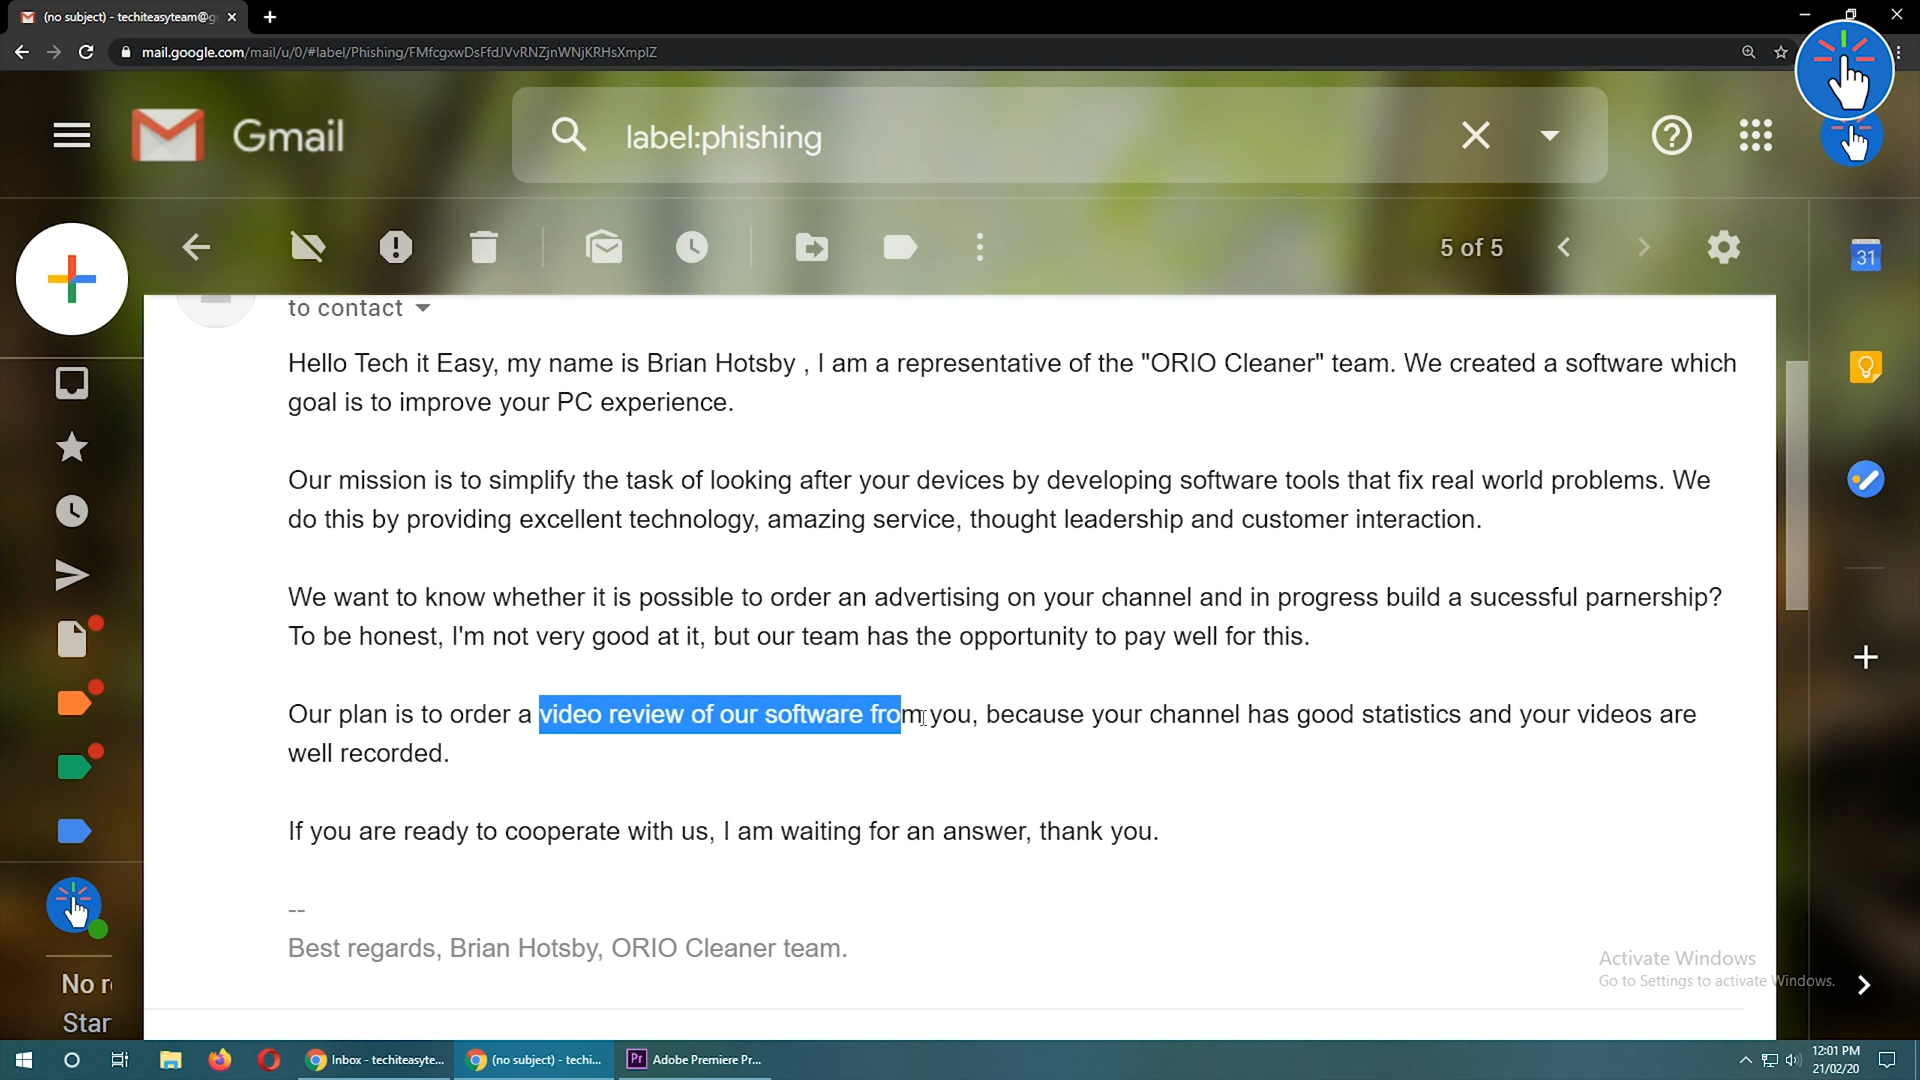 (no subject) - techiteasyteam@g
mail.google.com/mail/u/0/#label/Phishing/FMfcgxwDsFfdJVvRNZjnWNjKRHsXmpIZ
Gmail
label:phishing
5 of 5
31
to contact
Hello Tech it Easy, my name is Brian Hotsby , I am a representative of the "ORIO Cleaner" team. We created a software which
goal is to improve your PC experience.
Our mission is to simplify the task of looking after your devices by developing software tools that fix real world problems. We
do this by providing excellent technology, amazing service, thought leadership and customer interaction.
We want to know whether it is possible to order an advertising on your channel and in progress build a sucessful parnership?
To be honest, I'm not very good at it, but our team has the opportunity to pay well for this.
Our plan is to order a video review of our software from you, because your channel has good statistics and your videos are
well recorded.
If you are ready to cooperate with us, I am waiting for an answer, thank you.
--
Best regards, Brian Hotsby, ORIO Cleaner team.
Activate Windows
Go to Settings to activate Windows.
No r
Star
Inbox - techiteasyte...
(no subject) - techi...
Pr Adobe Premiere Pr...
12:01 PM
21/02/20